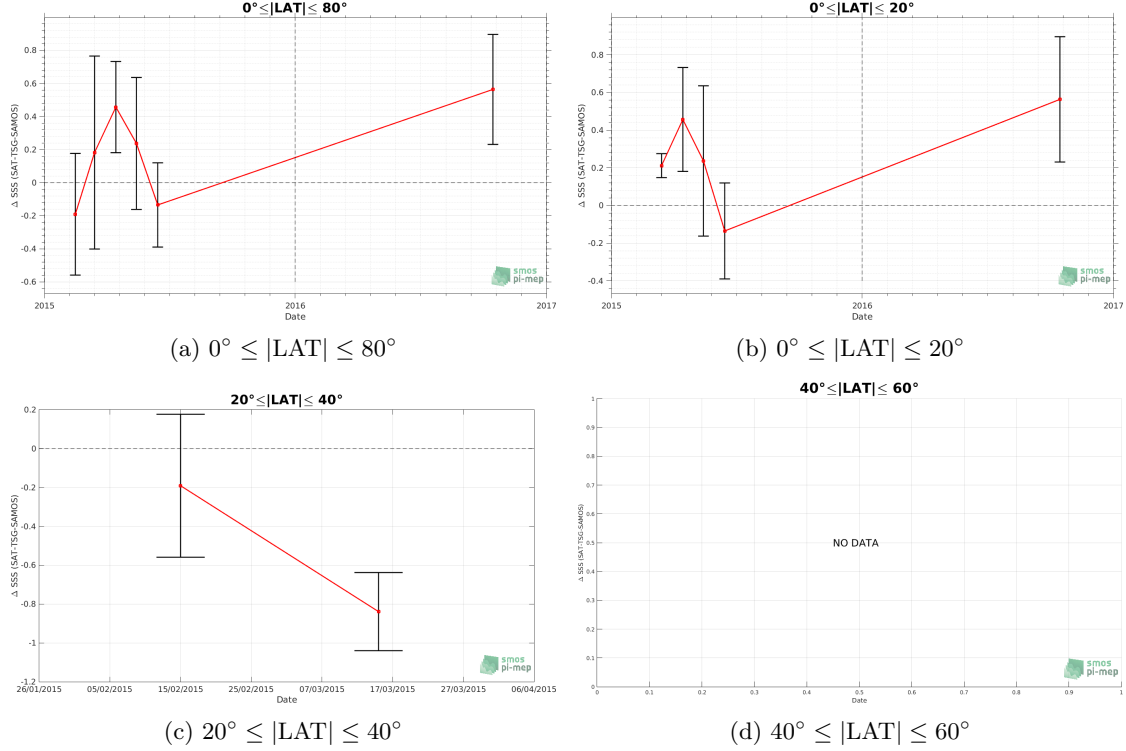 0°≤|LAT|≤ 80°
Δ SSS (SAT-TSG-SAMOS)
0.8
0.6
0.4
0.2
0
-0.2
-0.4
-0.6
2015 2016 2017
Date
smos
pi-mep
(a) 0° ≤ |LAT| ≤ 80°
0°≤|LAT|≤ 20°
Δ SSS (SAT-TSG-SAMOS)
0.8
0.6
0.4
0.2
0
-0.2
-0.4
2015 2016 2017
Date
smos
pi-mep
(b) 0° ≤ |LAT| ≤ 20°
20°≤|LAT|≤ 40°
Δ SSS (SAT-TSG-SAMOS)
0.2
0
-0.2
-0.4
-0.6
-0.8
-1
-1.2
26/01/2015 05/02/2015 15/02/2015 25/02/2015 07/03/2015 17/03/2015 27/03/2015 06/04/2015
Date
smos
pi-mep
(c) 20° ≤ |LAT| ≤ 40°
40°≤|LAT|≤ 60°
Δ SSS (SAT-TSG-SAMOS)
1
0.9
0.8
0.7
0.6
0.5
0.4
0.3
0.2
0.1
0
NO DATA
0 0.1 0.2 0.3 0.4 0.5 0.6 0.7 0.8 0.9 1
Date
smos
pi-mep
(d) 40° ≤ |LAT| ≤ 60°